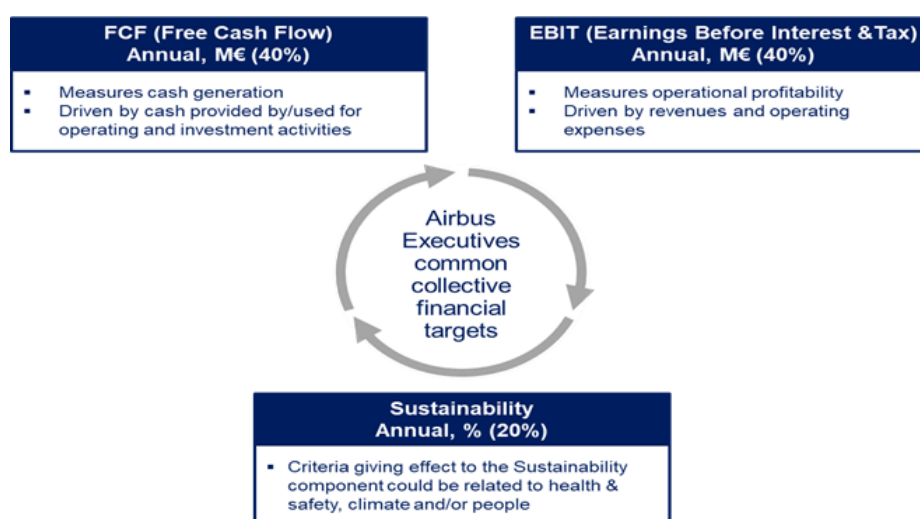 FCF (Free Cash Flow)
Annual, M€ (40%)
▪ Measures cash generation
▪ Driven by cash provided by/used for
operating and investment activities
EBIT (Earnings Before Interest &Tax)
Annual, M€ (40%)
▪ Measures operational profitability
▪ Driven by revenues and operating
expenses
Airbus
Executives
common
collective
financial
targets
Sustainability
Annual, % (20%)
▪ Criteria giving effect to the Sustainability
component could be related to health &
safety, climate and/or people